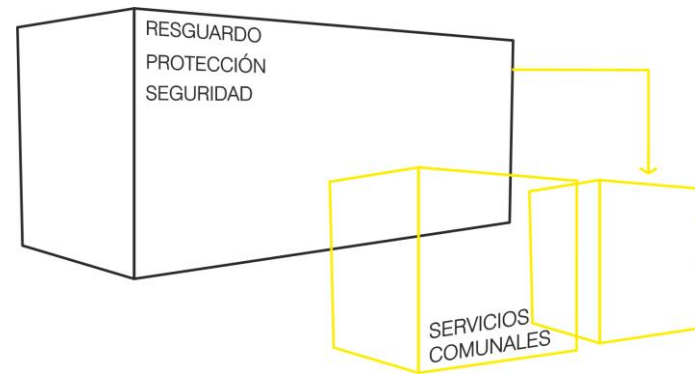 RESGUARDO
PROTECCIÓN
SEGURIDAD
SERVICIOS
COMUNALES